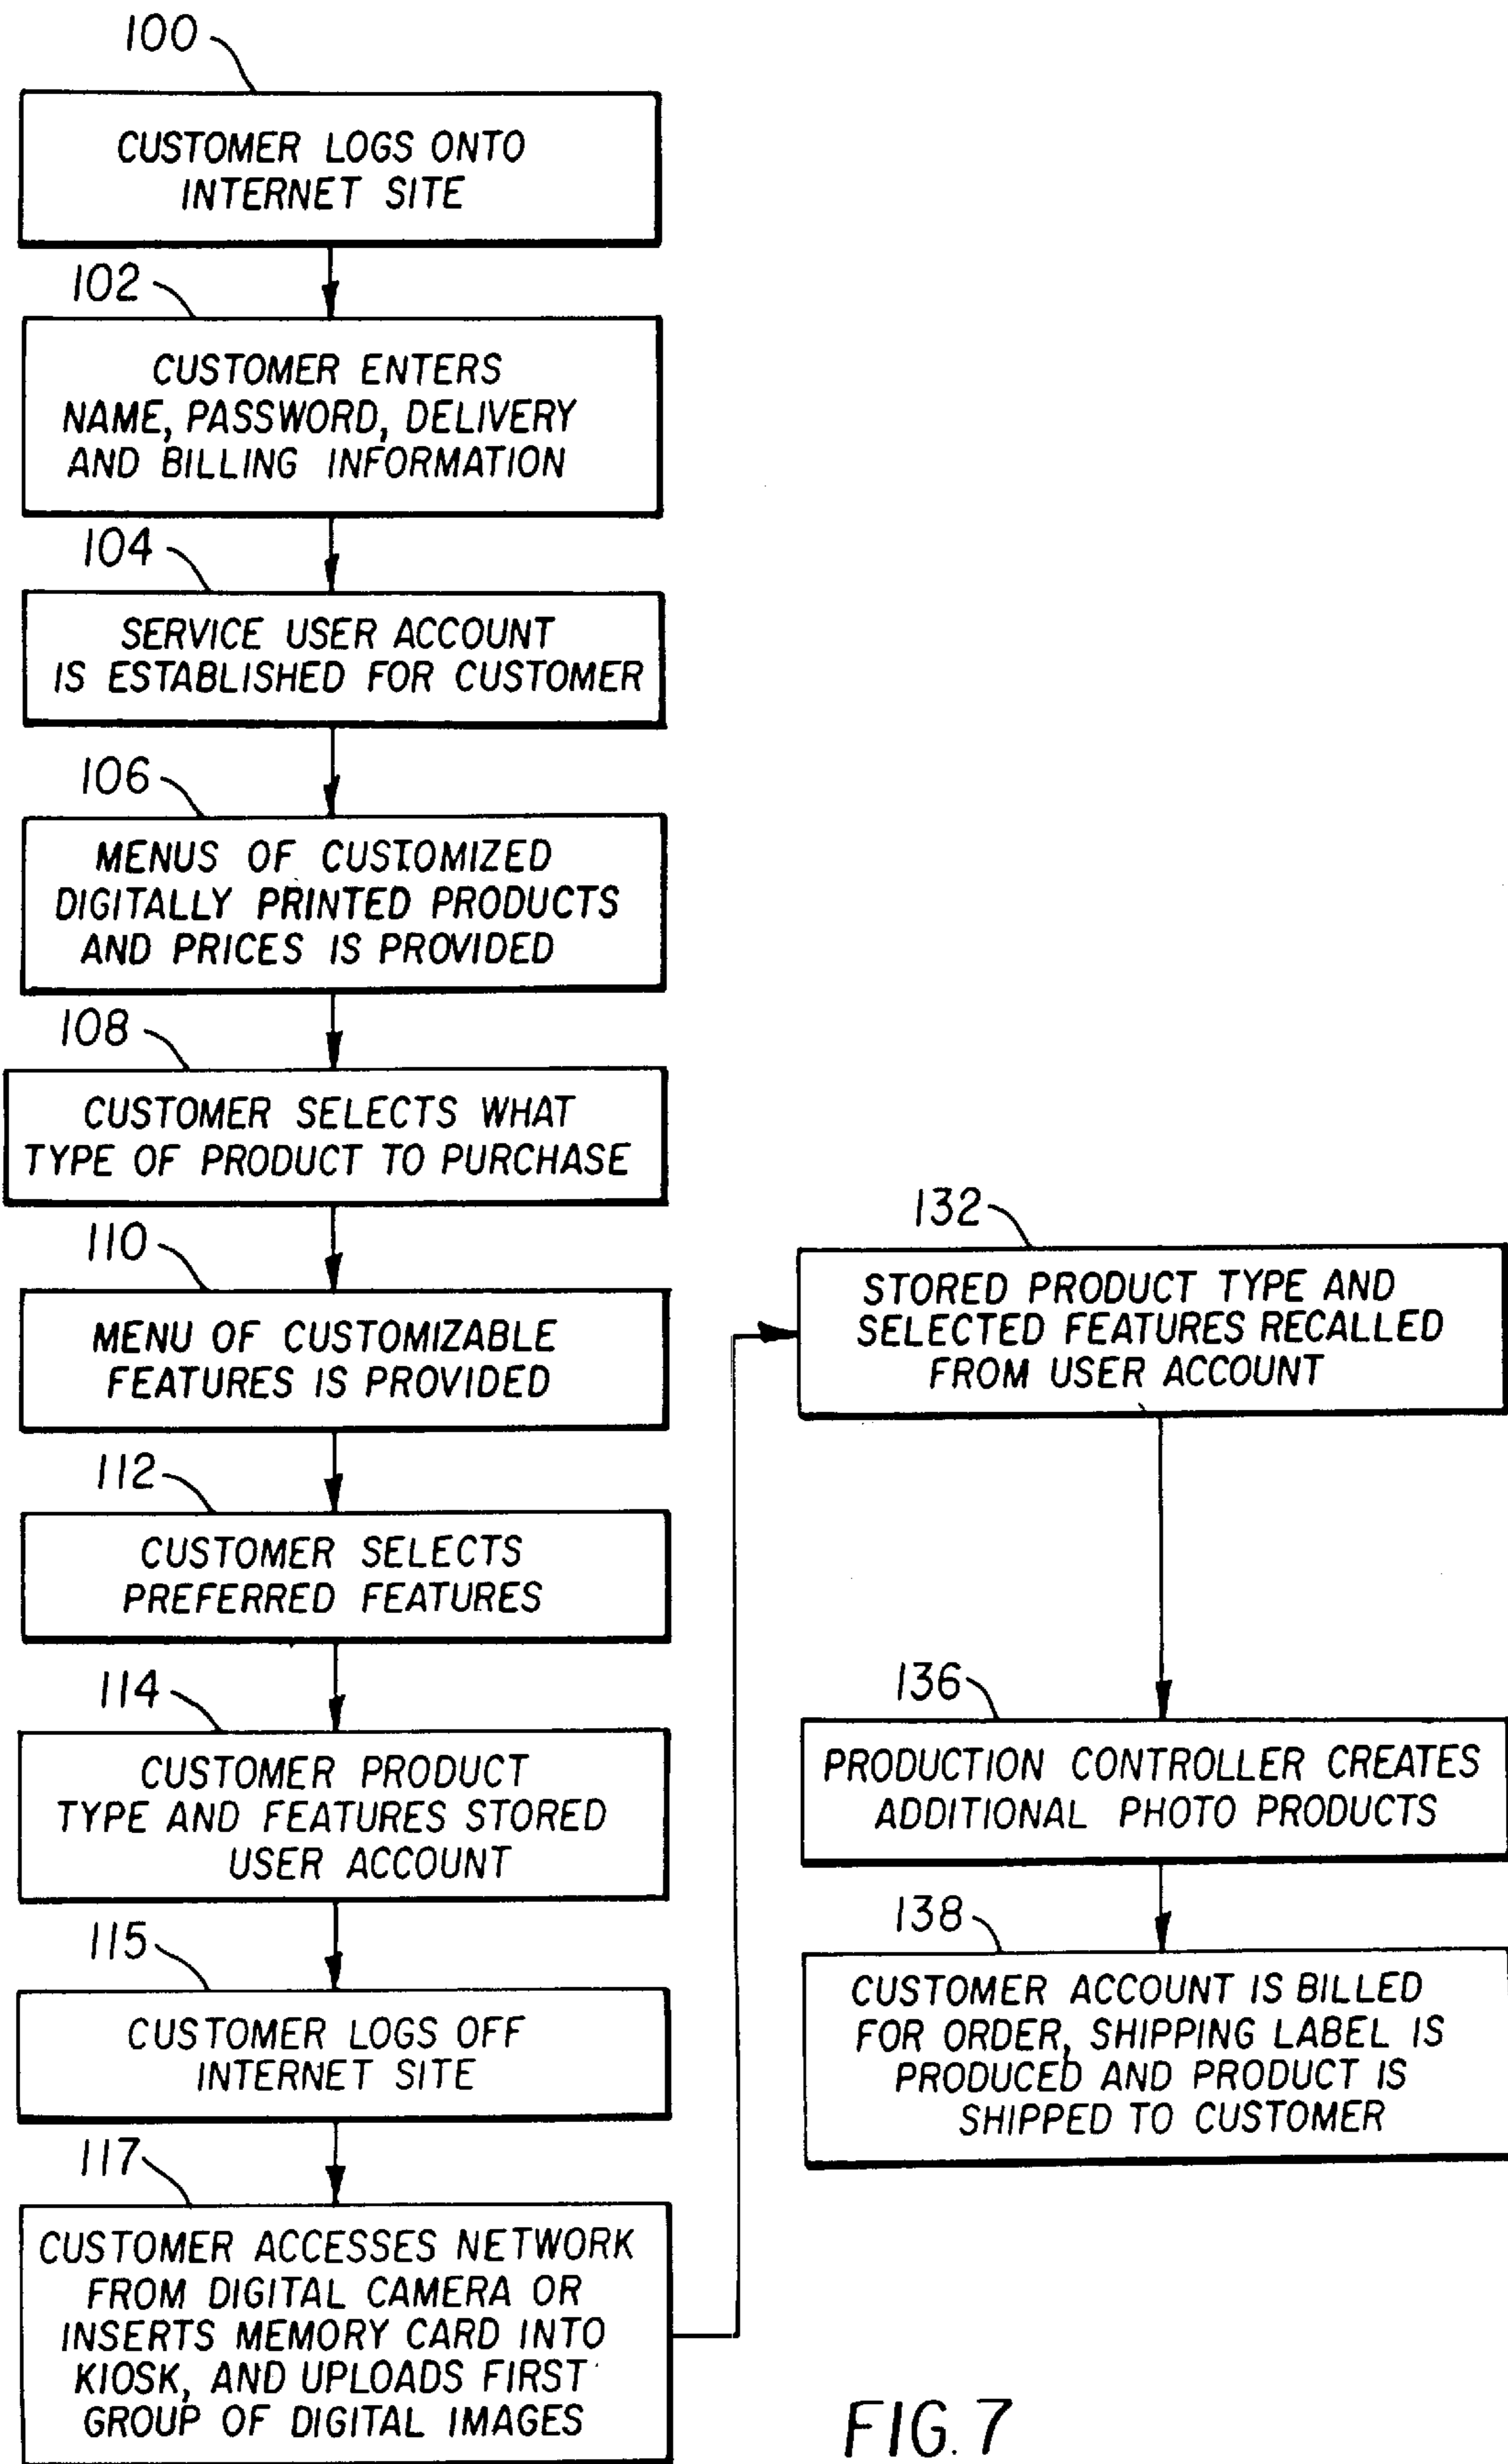 100
CUSTOMER LOGS ONTO
INTERNET SITE
102
CUSTOMER ENTERS
NAME, PASSWORD, DELIVERY
AND BILLING INFORMATION
104
SERVICE USER ACCOUNT
IS ESTABLISHED FOR CUSTOMER
106
MENUS OF CUSTOMIZED
DIGITALLY PRINTED PRODUCTS
AND PRICES IS PROVIDED
108
CUSTOMER SELECTS WHAT
TYPE OF PRODUCT TO PURCHASE
110
MENU OF CUSTOMIZABLE
FEATURES IS PROVIDED
112
CUSTOMER SELECTS
PREFERRED FEATURES
114
CUSTOMER PRODUCT
TYPE AND FEATURES STORED
USER ACCOUNT
115
CUSTOMER LOGS OFF
INTERNET SITE
117
CUSTOMER ACCESSES NETWORK
FROM DIGITAL CAMERA OR
INSERTS MEMORY CARD INTO
KIOSK, AND UPLOADS FIRST
GROUP OF DIGITAL IMAGES
132
STORED PRODUCT TYPE AND
SELECTED FEATURES RECALLED
FROM USER ACCOUNT
136
PRODUCTION CONTROLLER CREATES
ADDITIONAL PHOTO PRODUCTS
138
CUSTOMER ACCOUNT IS BILLED
FOR ORDER, SHIPPING LABEL IS
PRODUCED AND PRODUCT IS
SHIPPED TO CUSTOMER
FIG. 7